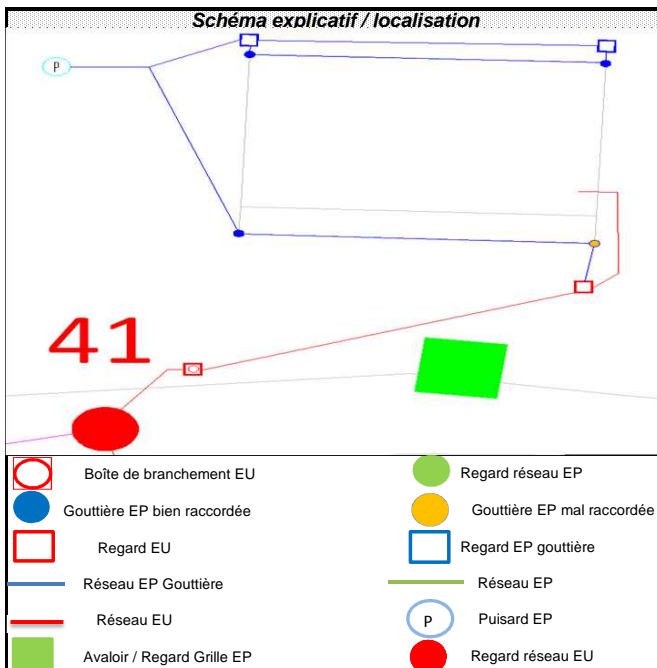 Schéma explicatif / localisation
P
41
Boîte de branchement EU
Regard réseau EP
Gouttière EP bien raccordée
Gouttière EP mal raccordée
Regard EU
Regard EP gouttière
Réseau EP Gouttière
Réseau EP
Réseau EU
P
Puisard EP
Avaloir / Regard Grille EP
Regard réseau EU